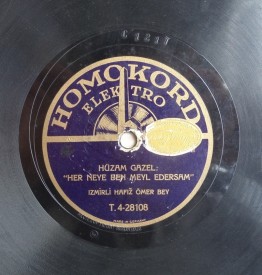 HOMOKORD
ELEKTRO
HÜZAM GAZEL:
"HER NEYE BEN MEYL EDERSAM"
IZMIRLI HAFIZ ÖMER BEY
T. 4-28108